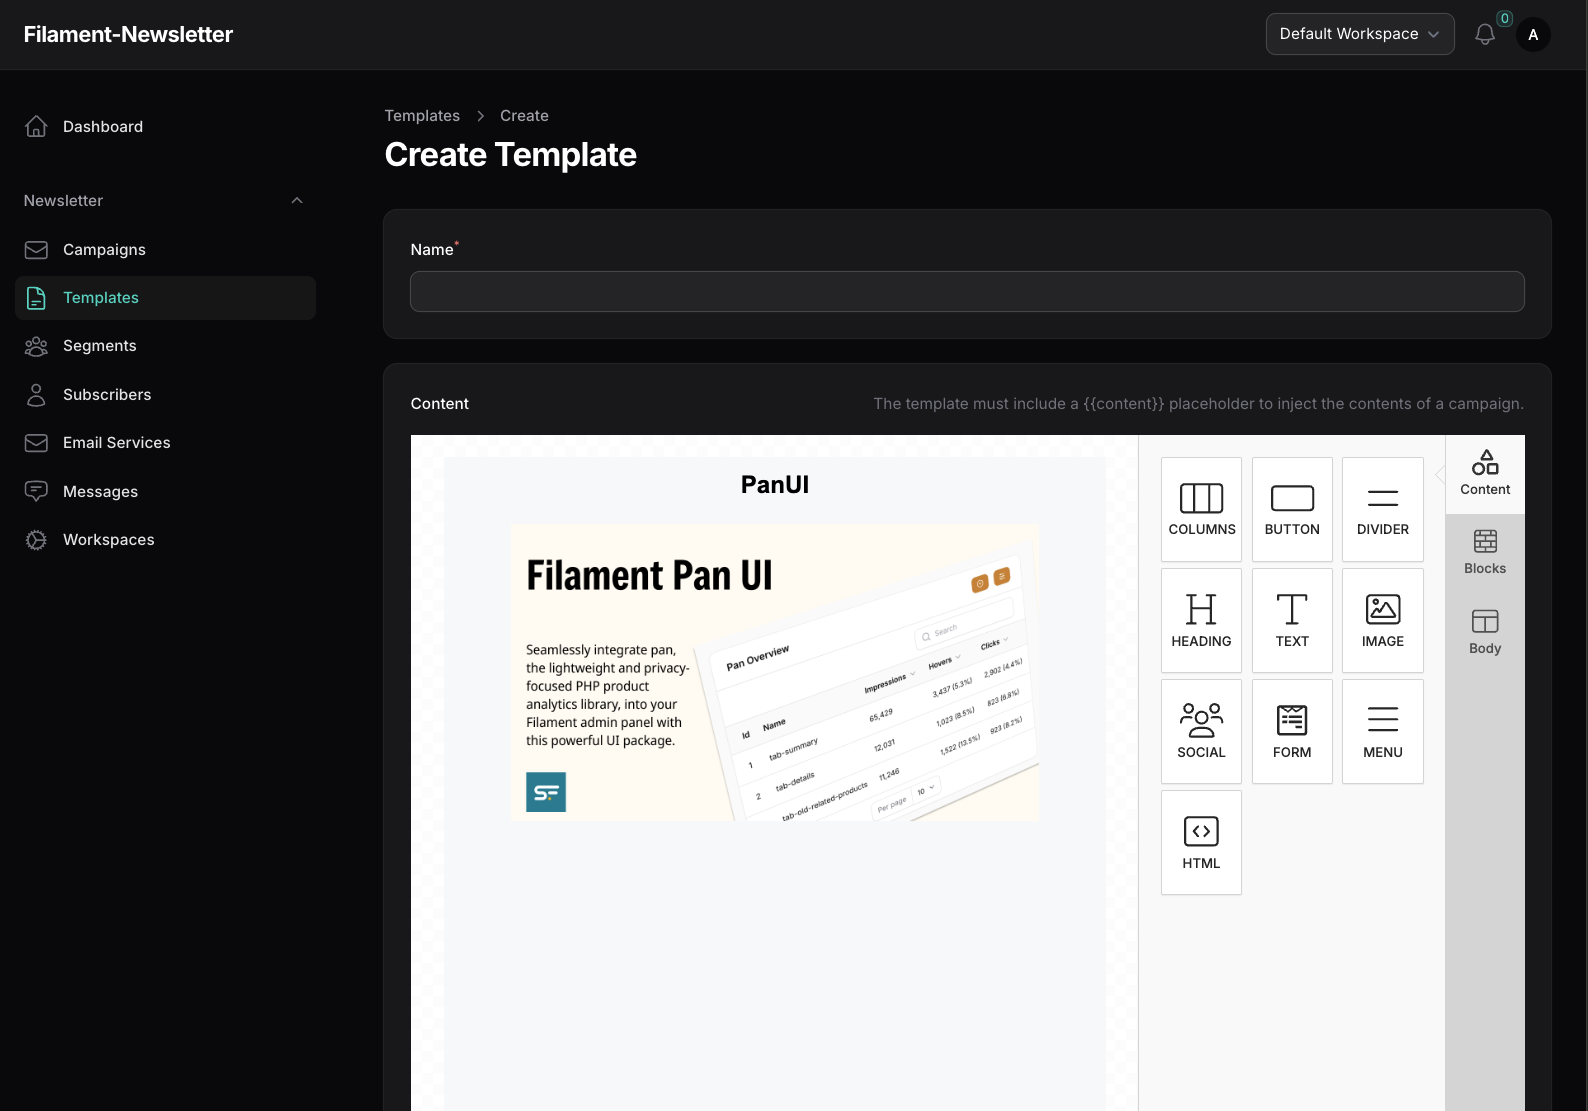 Filament-Newsletter
Default Workspace
0
A
Dashboard
Newsletter
Campaigns
Templates
Segments
Subscribers
Email Services
Messages
Workspaces
Templates > Create
Create Template
Name*
Content
The template must include a {{content}} placeholder to inject the contents of a campaign.
PanUI
Filament Pan UI
Seamlessly integrate pan,
the lightweight and privacy-
focused PHP product
analytics library, into your
Filament admin panel with
this powerful UI package.
SF
Pan Overview
Search
Id Name Impressions Hovers Clicks
1 tab-summary 65,429 3,437 (5.3%) 2,902 (4.4%)
2 tab-details 12,031 1,023 (8.5%) 823 (6.8%)
tab-old-related-products 11,246 1,522 (13.5%) 923 (8.2%)
Per page 10
COLUMNS
BUTTON
DIVIDER
HEADING
TEXT
IMAGE
SOCIAL
FORM
MENU
HTML
Content
Blocks
Body